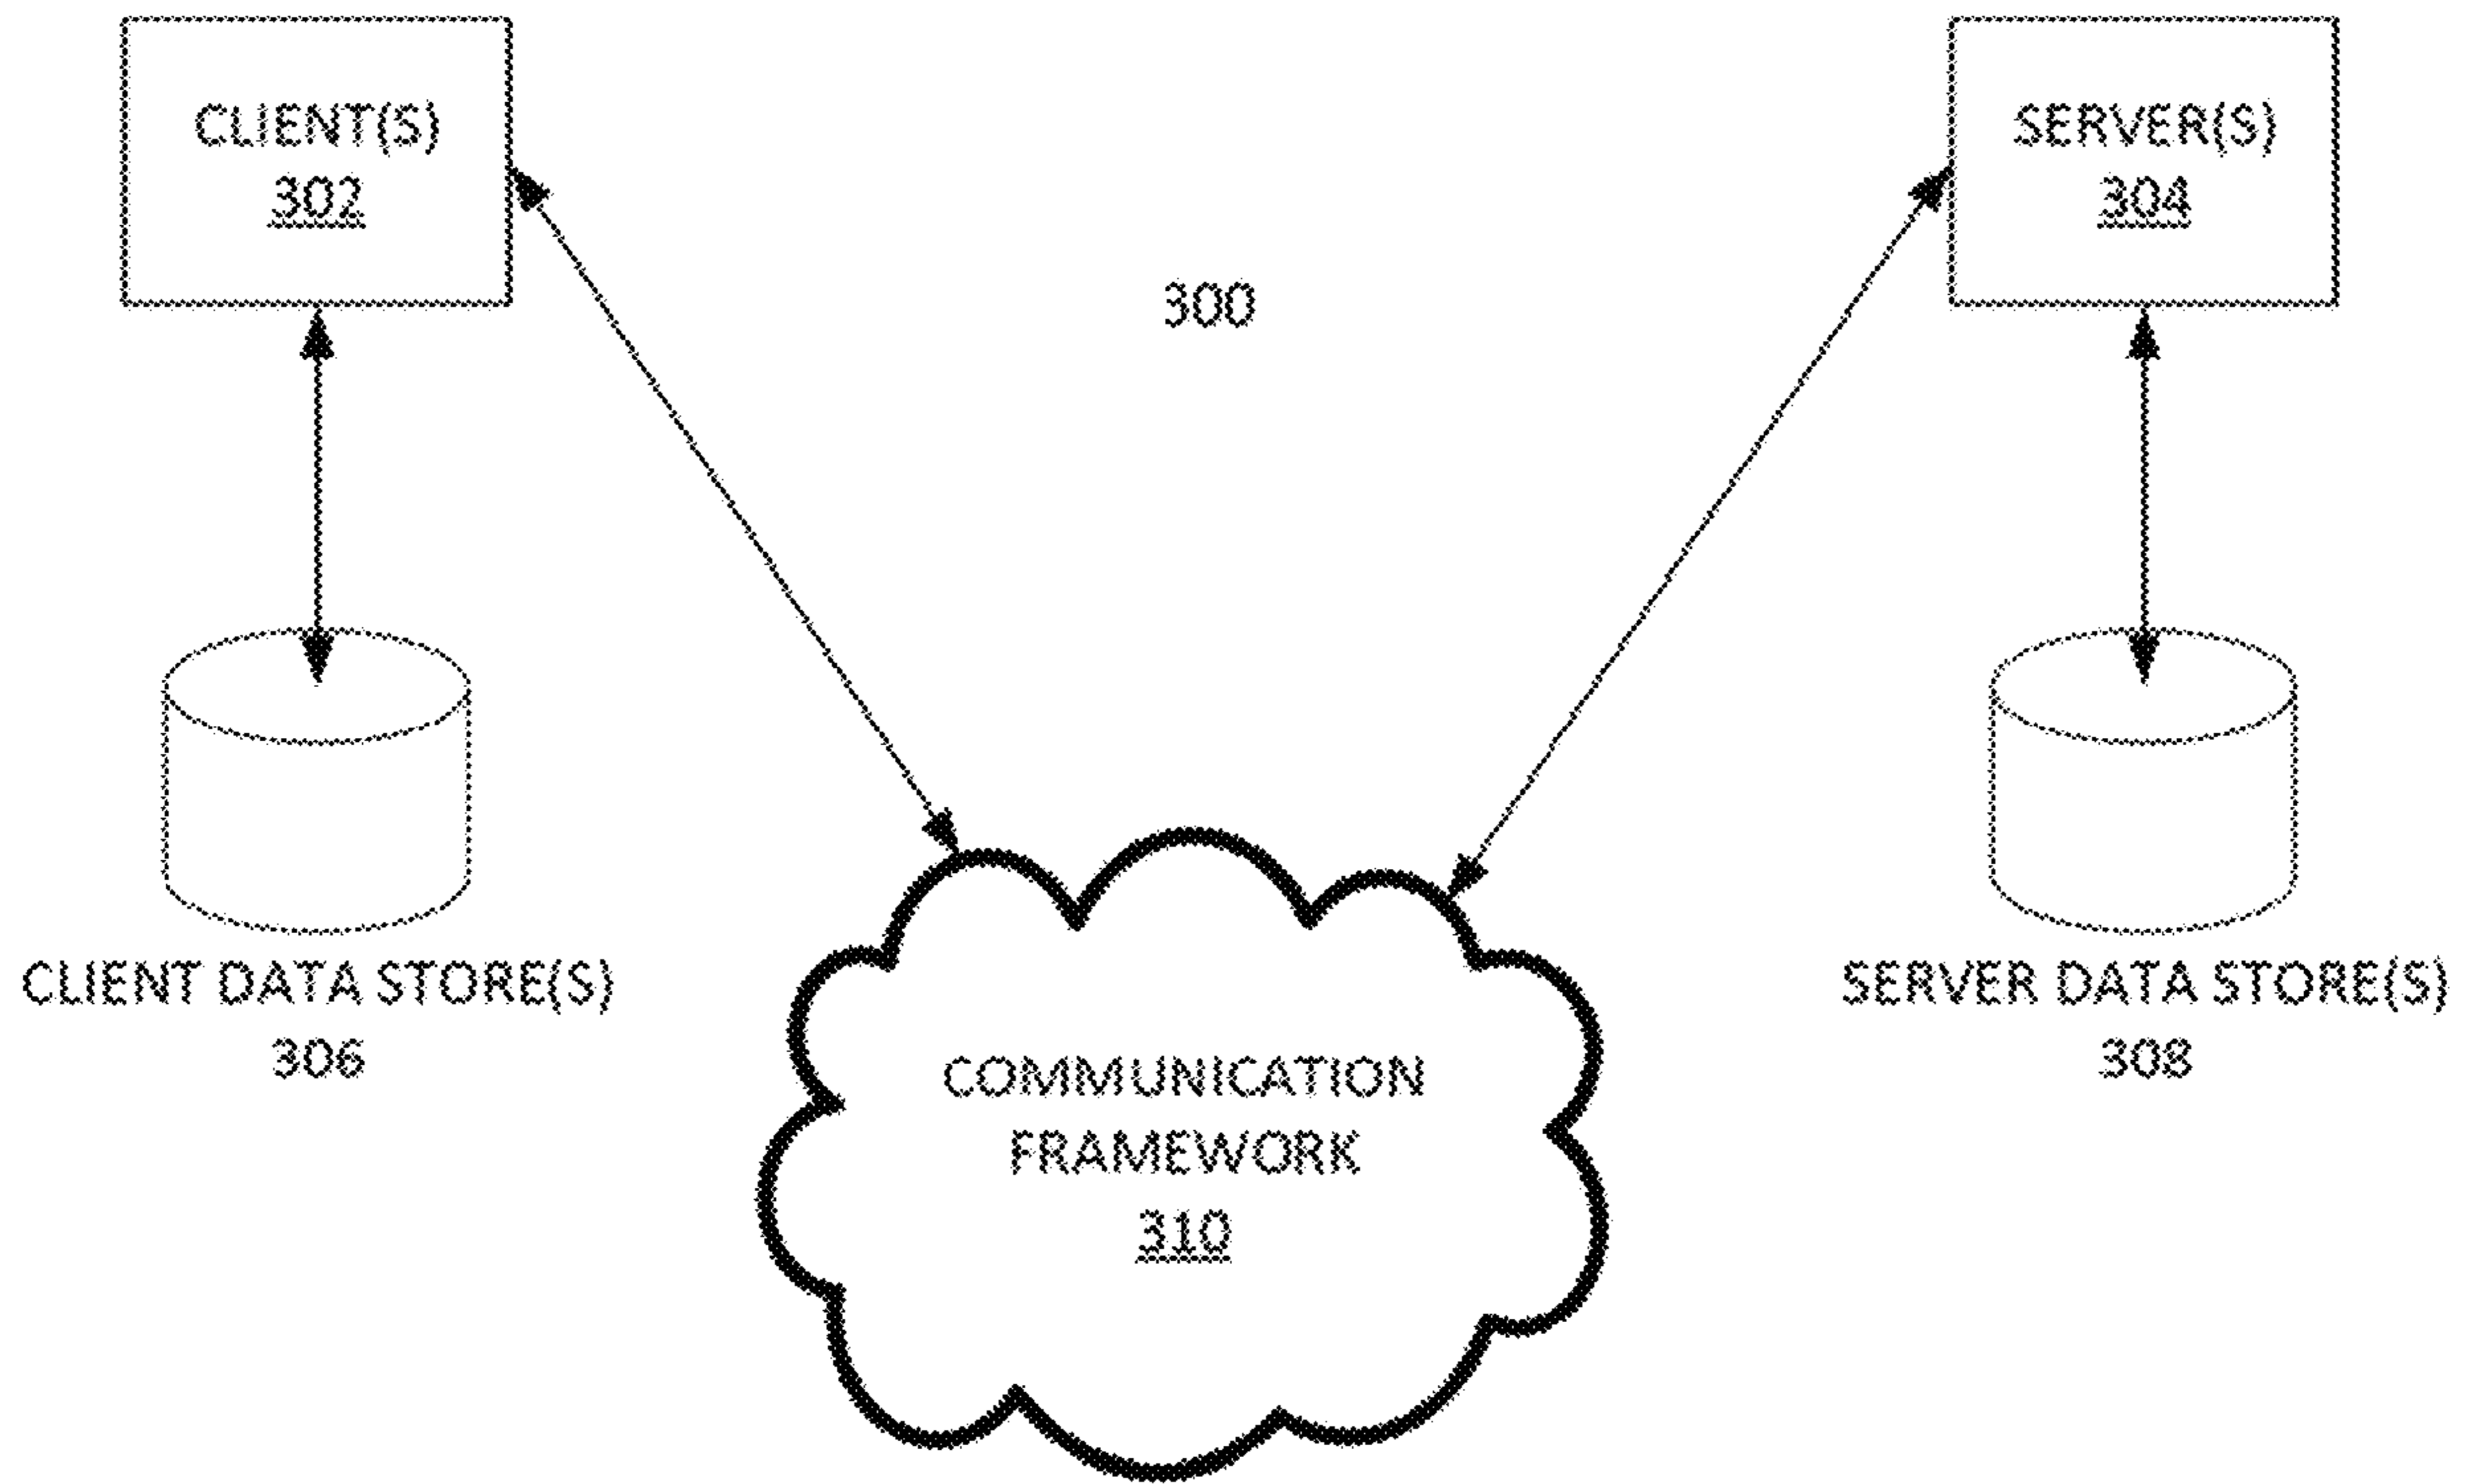 CLIENT(S)
302
SERVER(S)
304
300
CLIENT DATA STORE(S)
306
SERVER DATA STORE(S)
308
COMMUNICATION
FRAMEWORK
310